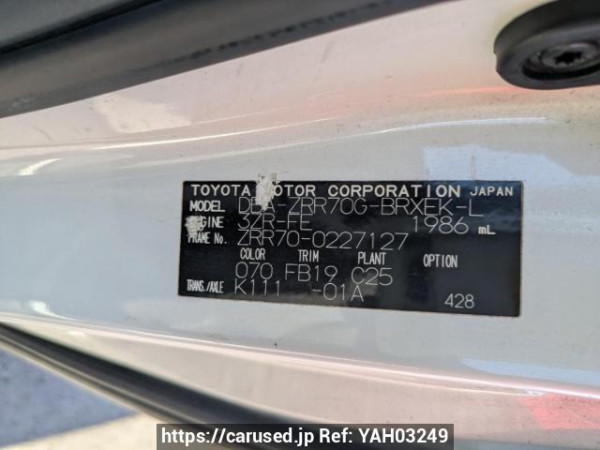 TOYOTA MOTOR CORPORATION JAPAN
MODEL DBA-ZRR70G-BRXEK-L
ENGINE 3ZR-FE 1986 mL
FRAME No. ZRR70-0227127
COLOR TRIM PLANT OPTION
070 FB19 C25
TRANS./AXLE K111 -01A 428
https://carused.jp Ref: YAH03249